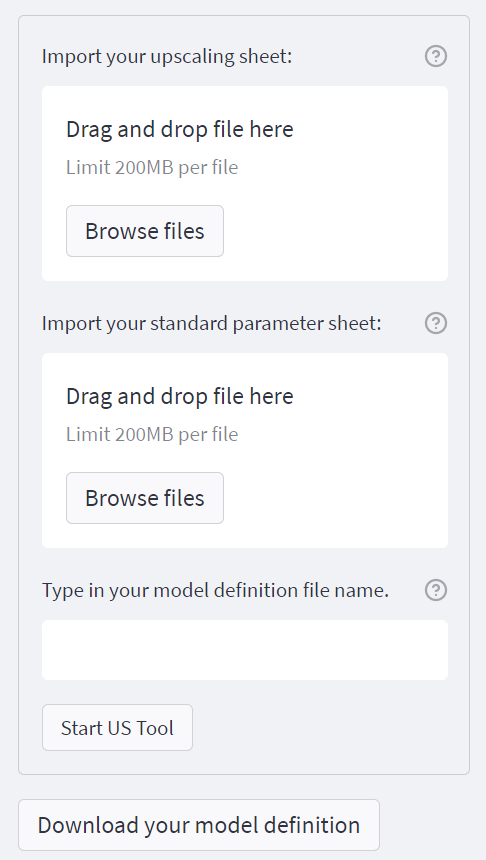 Import your upscaling sheet:
Drag and drop file here
Limit 200MB per file
Browse files
Import your standard parameter sheet:
Drag and drop file here
Limit 200MB per file
Browse files
Type in your model definition file name.
Start US Tool
Download your model definition